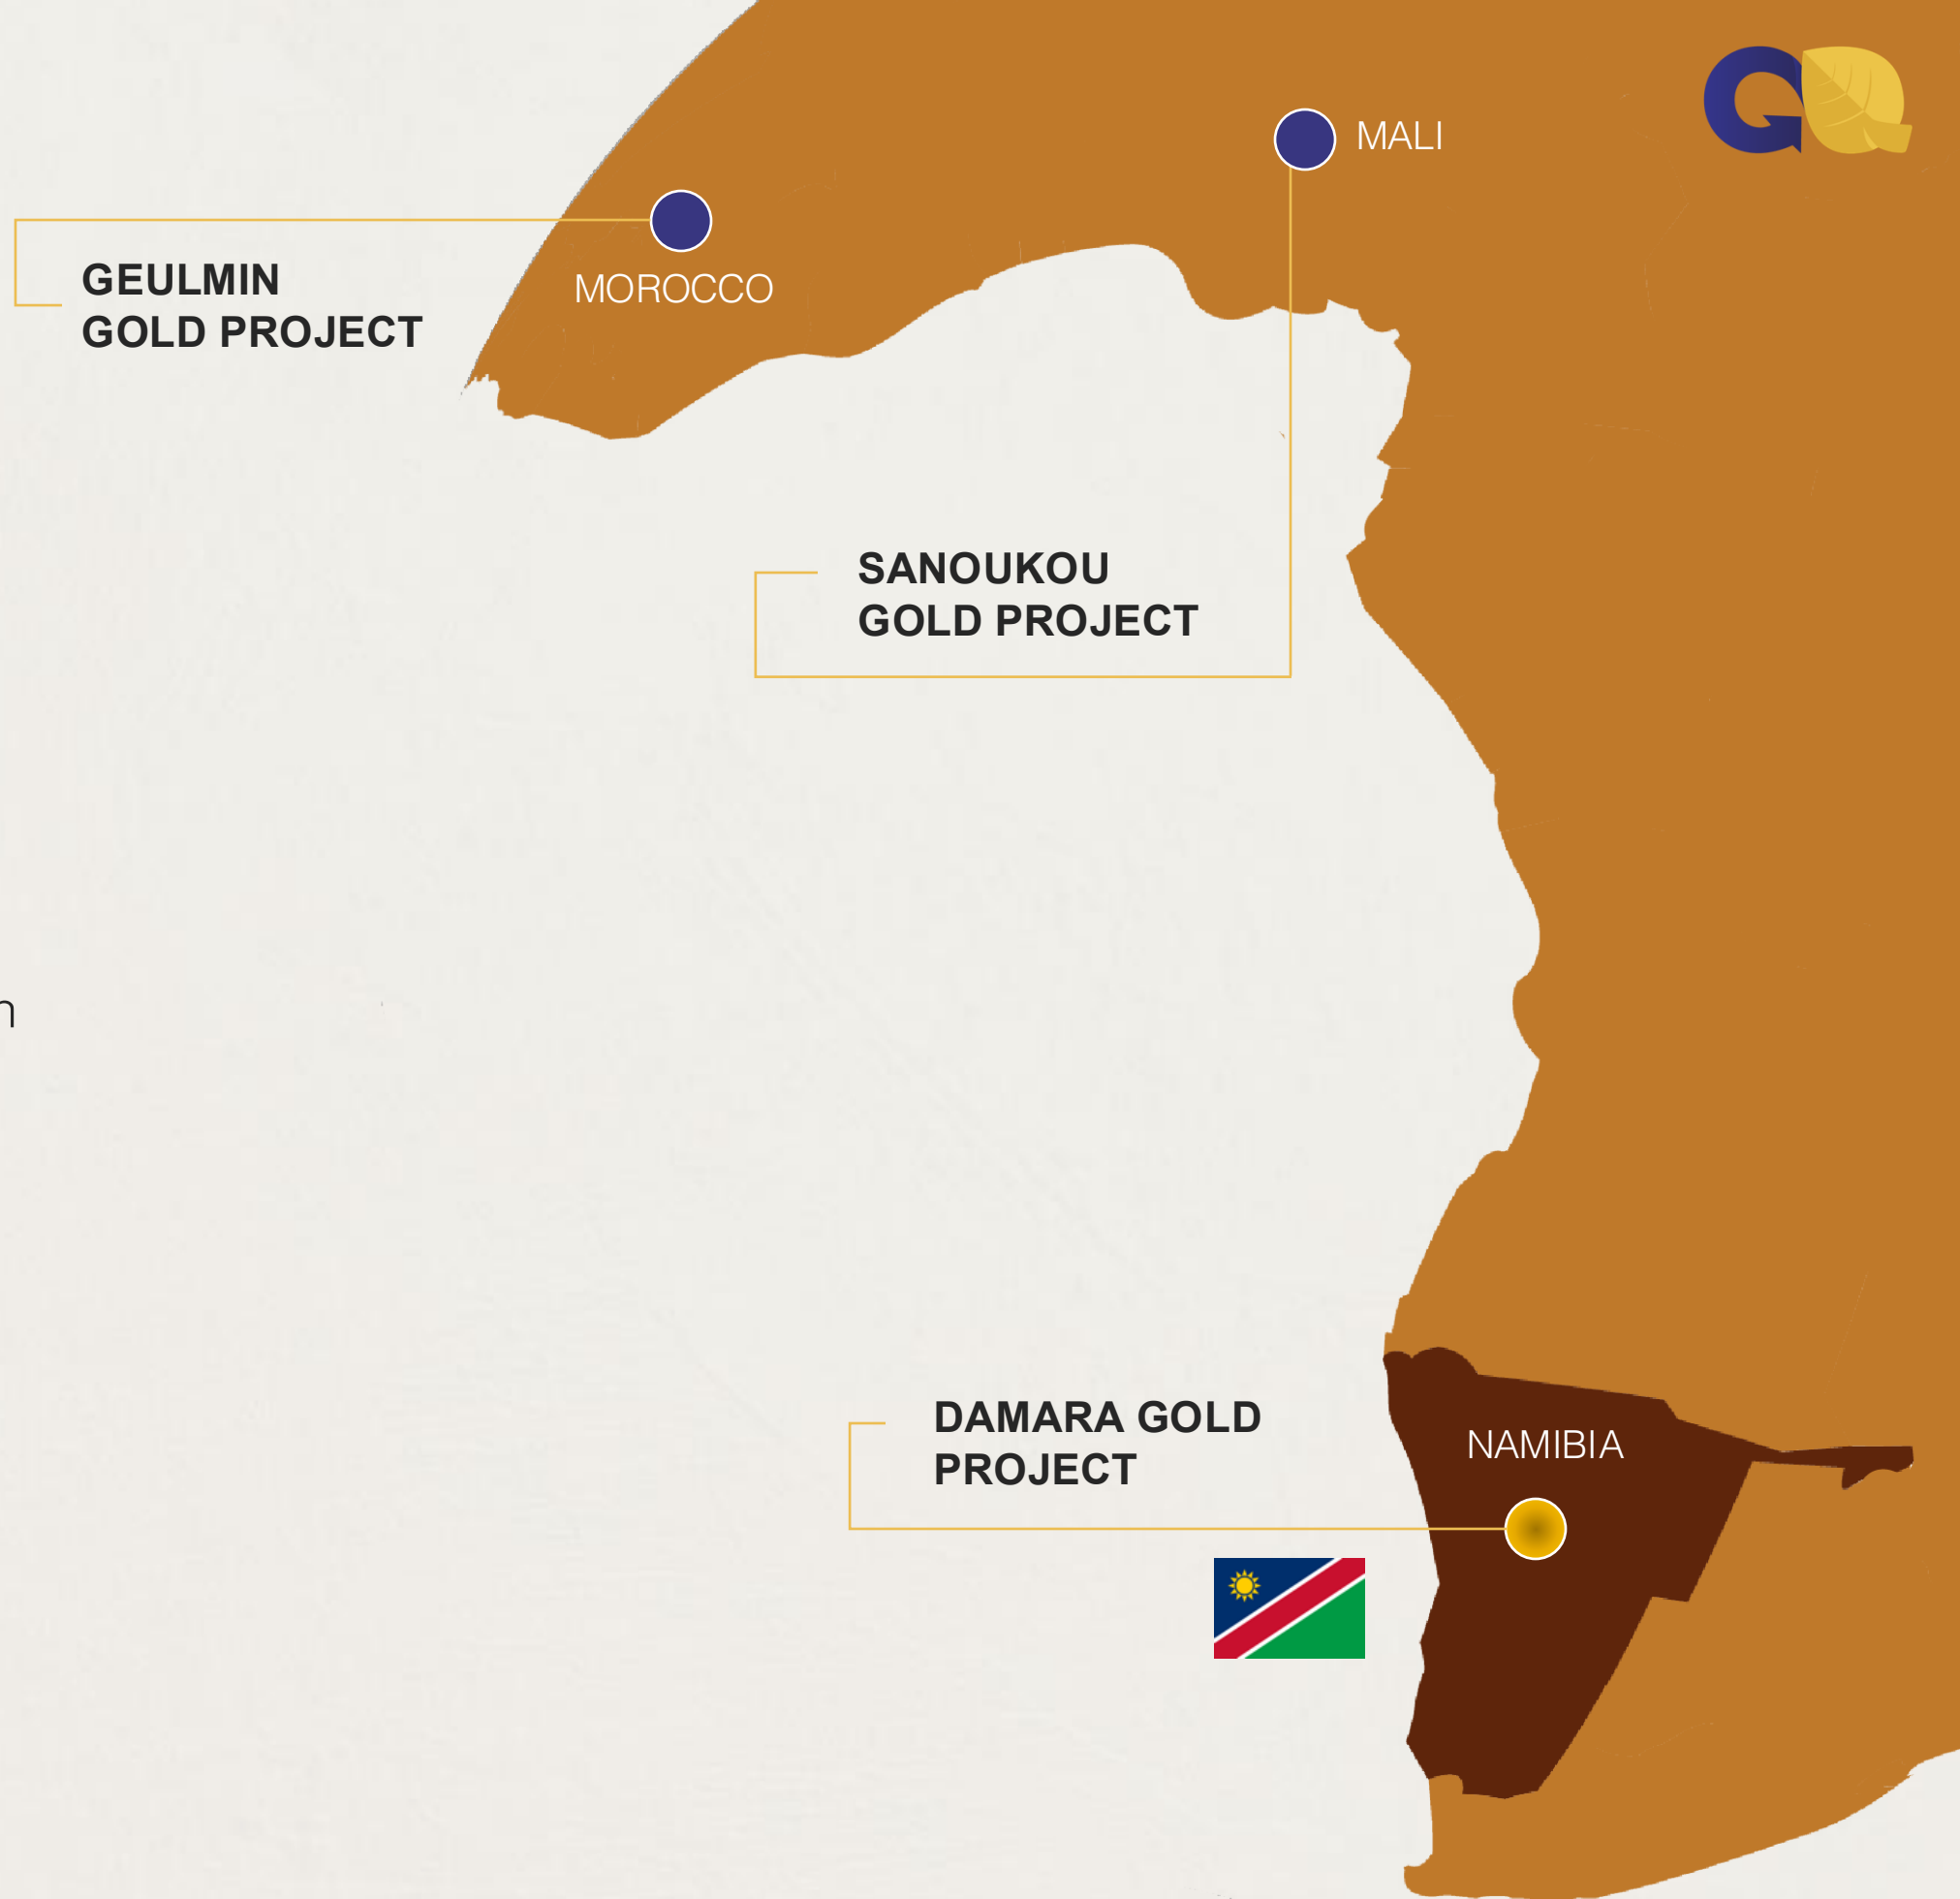 MALI
MOROCCO
GEULMIN
GOLD PROJECT
SANOUKOU
GOLD PROJECT
n
DAMARA GOLD
PROJECT
NAMIBIA